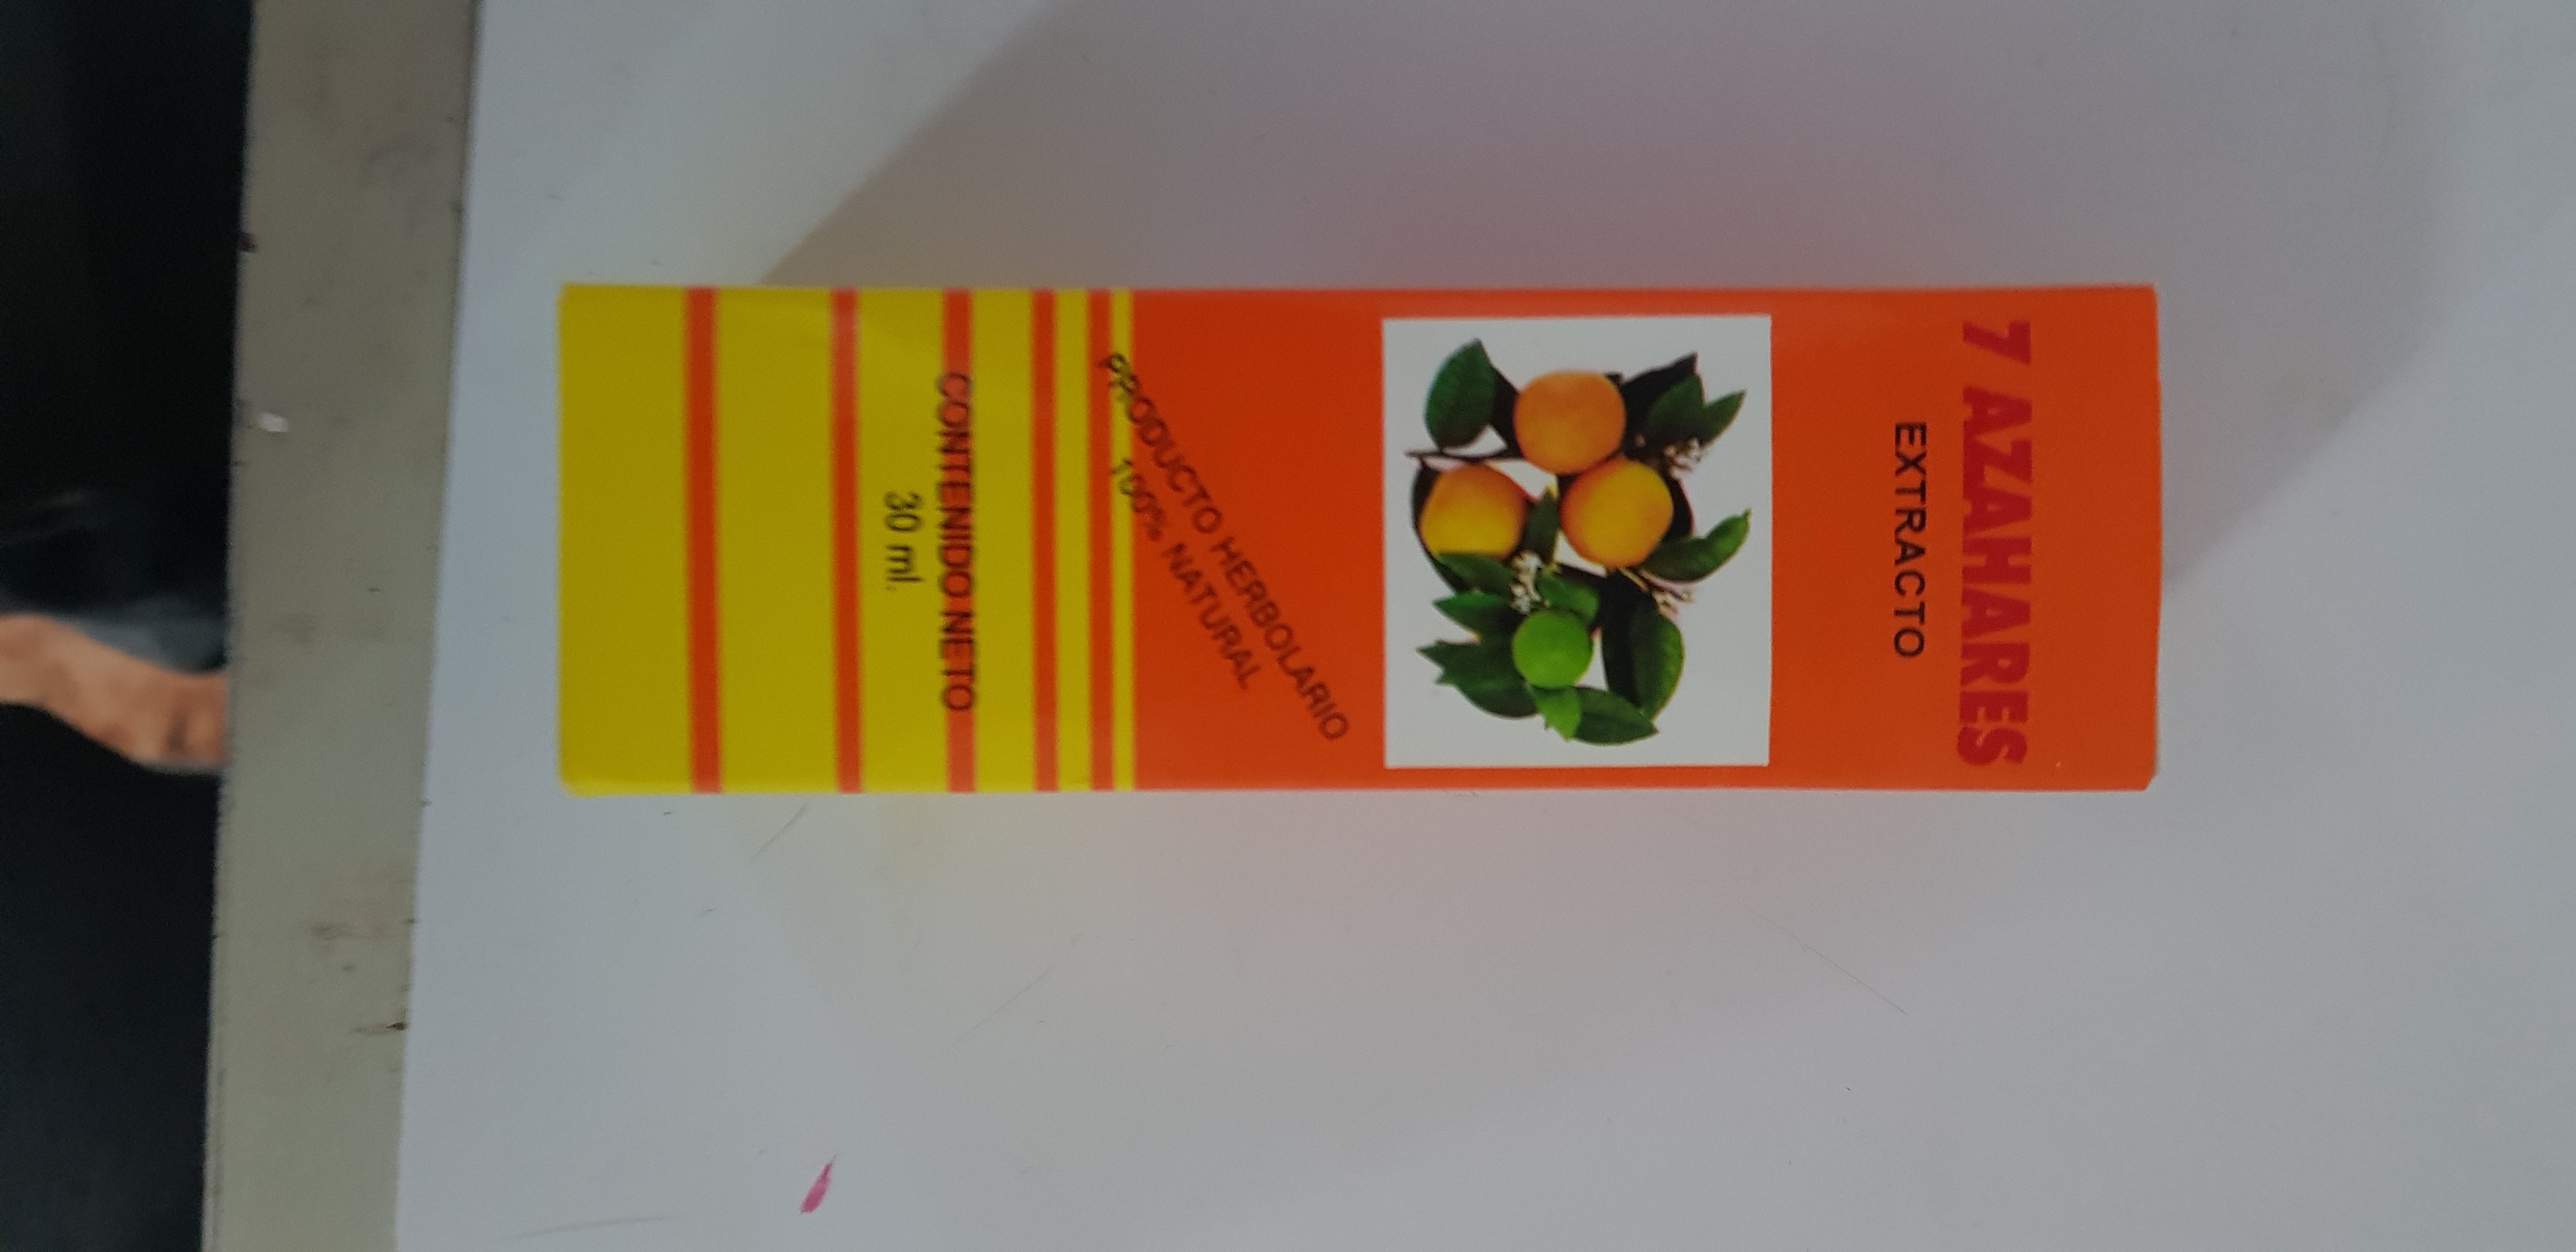 7 AZAHARES
EXTRACTO
PRODUCTO HERBOLARIO
100% NATURAL
CONTENIDO NETO
30 ml.